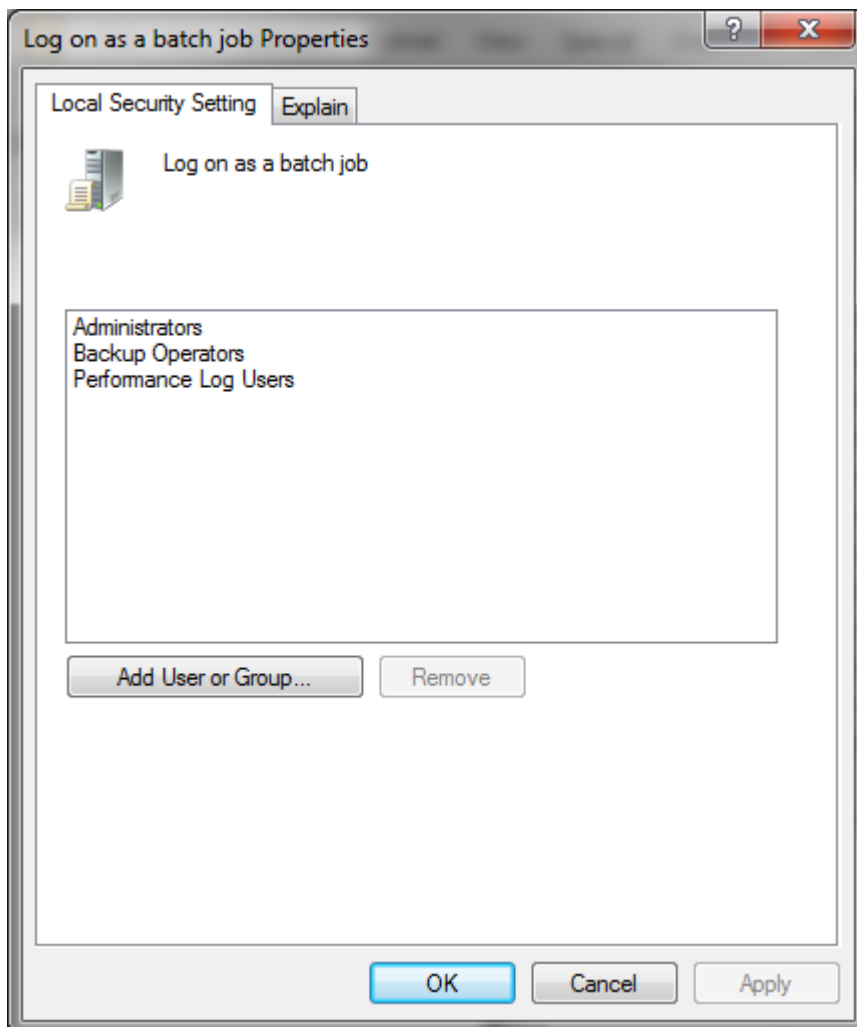 Log on as a batch job Properties
Local Security Setting
Explain
Log on as a batch job
Administrators
Backup Operators
Performance Log Users
Add User or Group...
Remove
OK
Cancel
Apply